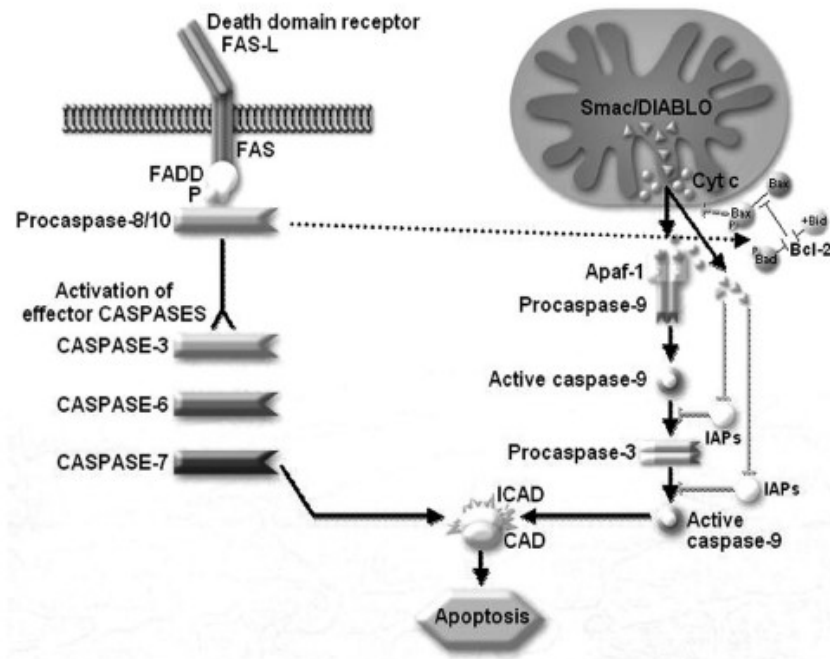 Death domain receptor
FAS-L
FAS
FADD
P
Procaspase-8/10
Activation of
effector CASPASES
CASPASE-3
CASPASE-6
CASPASE-7
Smac/DIABLO
Cyt c
Bax
Bax
P
+Bid
Bcl-2
P
Bad
Apaf-1
Procaspase-9
Active caspase-9
IAPs
Procaspase-3
IAPs
Active
caspase-9
ICAD
CAD
Apoptosis